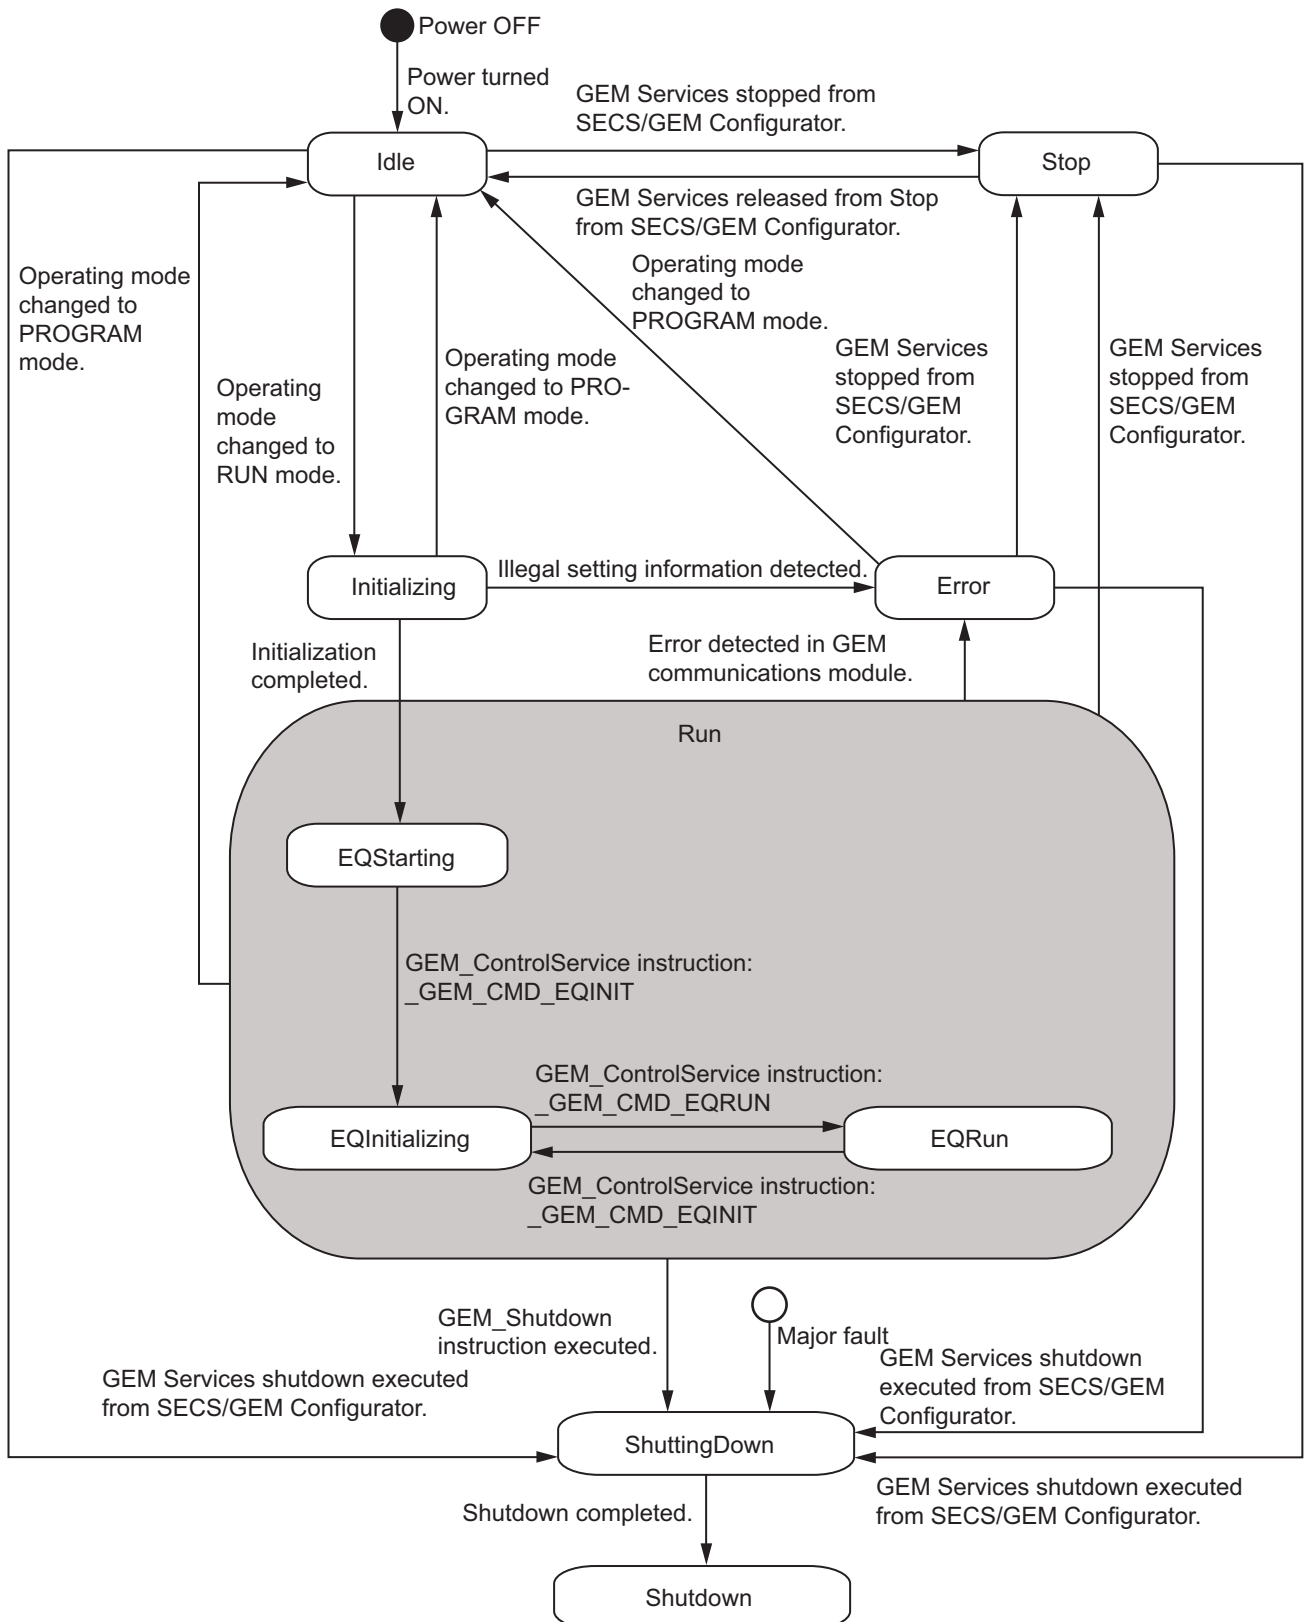 Power OFF
Power turned
ON.
GEM Services stopped from
SECS/GEM Configurator.
Idle
Stop
GEM Services released from Stop
from SECS/GEM Configurator.
Operating mode
changed to
PROGRAM
mode.
Operating mode
changed to
PROGRAM mode.
Operating
mode
changed to
RUN mode.
Operating mode
changed to PRO-
GRAM mode.
GEM Services
stopped from
SECS/GEM
Configurator.
GEM Services
stopped from
SECS/GEM
Configurator.
Initializing
Illegal setting information detected.
Error
Initialization
completed.
Error detected in GEM
communications module.
Run
EQStarting
GEM_ControlService instruction:
_GEM_CMD_EQINIT
GEM_ControlService instruction:
_GEM_CMD_EQRUN
EQInitializing
EQRun
GEM_ControlService instruction:
_GEM_CMD_EQINIT
GEM_Shutdown
instruction executed.
Major fault
GEM Services shutdown executed
from SECS/GEM Configurator.
GEM Services shutdown
executed from SECS/GEM
Configurator.
ShuttingDown
GEM Services shutdown executed
from SECS/GEM Configurator.
Shutdown completed.
Shutdown